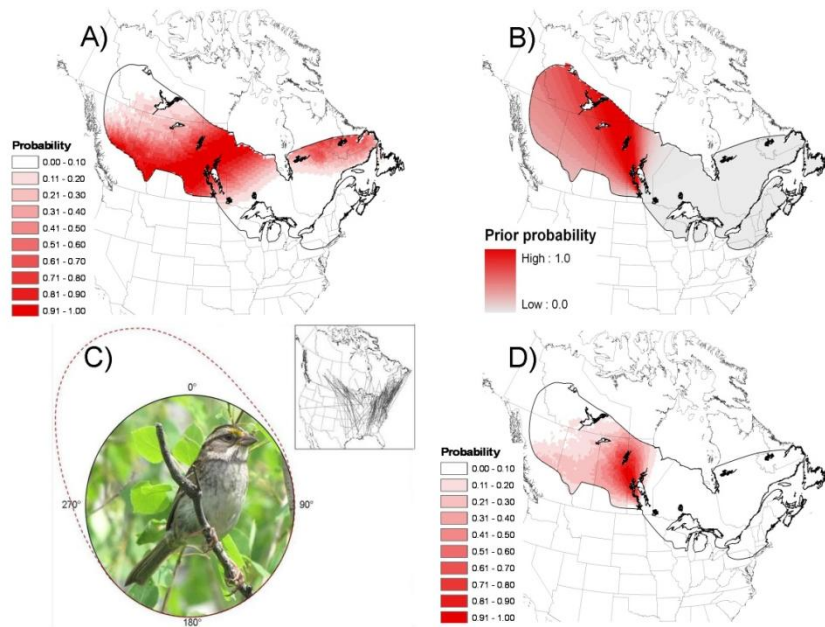 A)
Probability
0.00 - 0.10
0.11 - 0.20
0.21 - 0.30
0.31 - 0.40
0.41 - 0.50
0.51 - 0.60
0.61 - 0.70
0.71 - 0.80
0.81 - 0.90
0.91 - 1.00
B)
Prior probability
High : 1.0
Low : 0.0
C)
0°
90°
180°
270°
D)
Probability
0.00 - 0.10
0.11 - 0.20
0.21 - 0.30
0.31 - 0.40
0.41 - 0.50
0.51 - 0.60
0.61 - 0.70
0.71 - 0.80
0.81 - 0.90
0.91 - 1.00